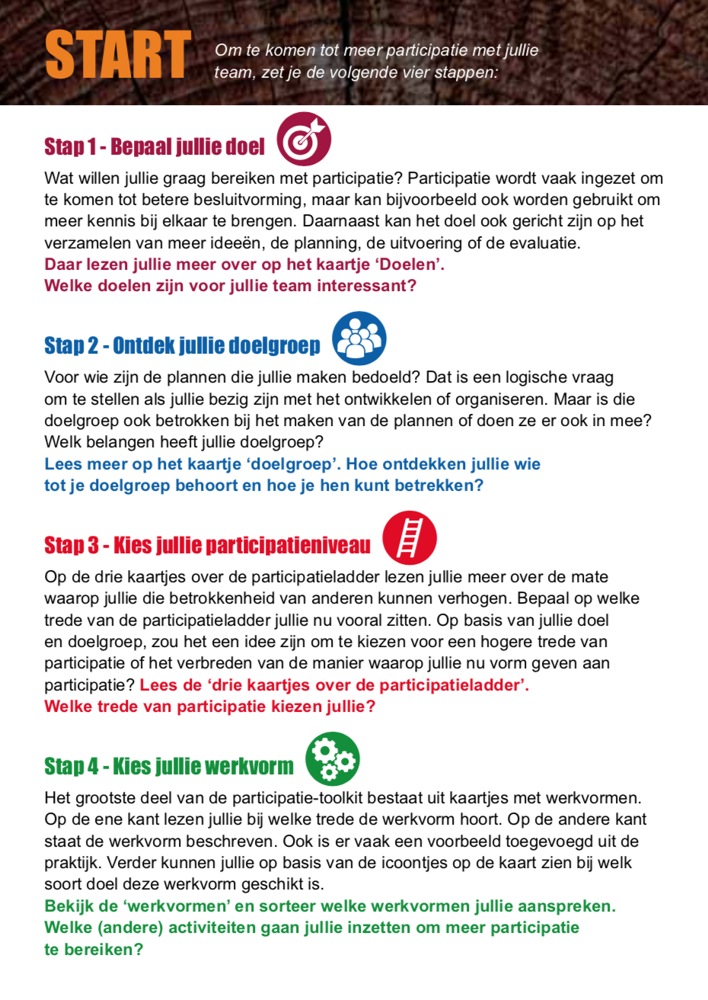 START
Om te komen tot meer participatie met jullie
team, zet je de volgende vier stappen:
Stap 1 - Bepaal jullie doel
Wat willen jullie graag bereiken met participatie? Participatie wordt vaak ingezet om
te komen tot betere besluitvorming, maar kan bijvoorbeeld ook worden gebruikt om
meer kennis bij elkaar te brengen. Daarnaast kan het doel ook gericht zijn op het
verzamelen van meer ideeën, de planning, de uitvoering of de evaluatie.
Daar lezen jullie meer over op het kaartje ‘Doelen’.
Welke doelen zijn voor jullie team interessant?
Stap 2 - Ontdek jullie doelgroep
Voor wie zijn de plannen die jullie maken bedoeld? Dat is een logische vraag
om te stellen als jullie bezig zijn met het ontwikkelen of organiseren. Maar is die
doelgroep ook betrokken bij het maken van de plannen of doen ze er ook in mee?
Welk belangen heeft jullie doelgroep?
Lees meer op het kaartje ‘doelgroep’. Hoe ontdekken jullie wie
tot je doelgroep behoort en hoe je hen kunt betrekken?
Stap 3 - Kies jullie participatieniveau
Op de drie kaartjes over de participatieladder lezen jullie meer over de mate
waarop jullie die betrokkenheid van anderen kunnen verhogen. Bepaal op welke
trede van de participatieladder jullie nu vooral zitten. Op basis van jullie doel
en doelgroep, zou het een idee zijn om te kiezen voor een hogere trede van
participatie of het verbreden van de manier waarop jullie nu vorm geven aan
participatie? Lees de ‘drie kaartjes over de participatieladder’.
Welke trede van participatie kiezen jullie?
Stap 4 - Kies jullie werkvorm
Het grootste deel van de participatie-toolkit bestaat uit kaartjes met werkvormen.
Op de ene kant lezen jullie bij welke trede de werkvorm hoort. Op de andere kant
staat de werkvorm beschreven. Ook is er vaak een voorbeeld toegevoegd uit de
praktijk. Verder kunnen jullie op basis van de icoontjes op de kaart zien bij welk
soort doel deze werkvorm geschikt is.
Bekijk de ‘werkvormen’ en sorteer welke werkvormen jullie aanspreken.
Welke (andere) activiteiten gaan jullie inzetten om meer participatie
te bereiken?